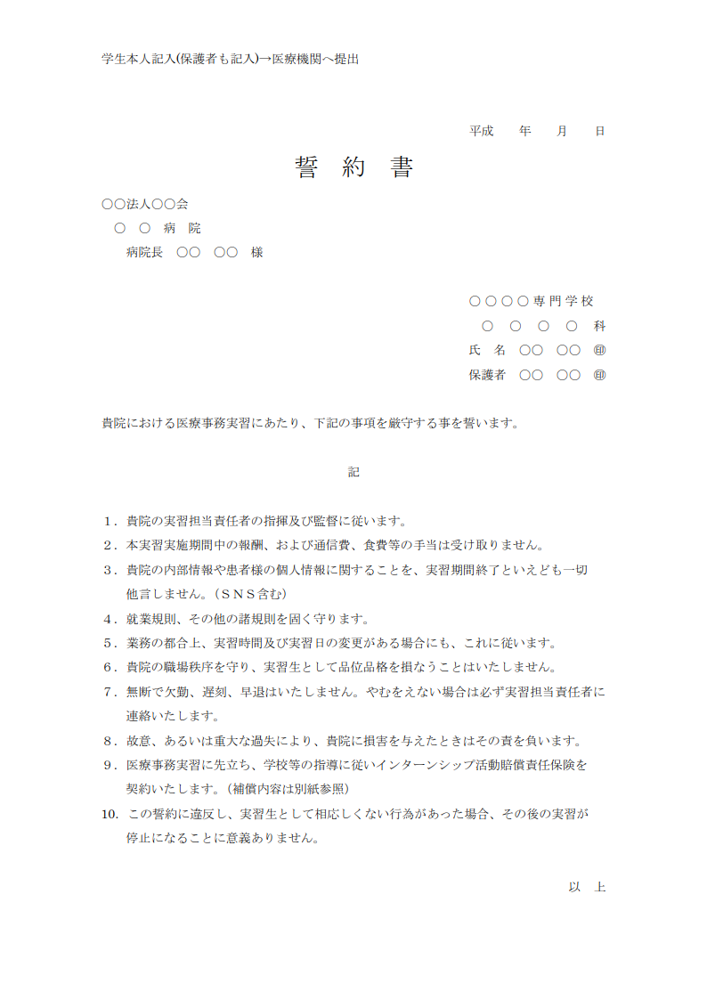 学生本人記入(保護者も記入)→医療機関へ提出
平成　　年　　月　　日
誓　約　書
〇〇法人〇〇会
〇　〇　病　院
病院長　〇〇　〇〇　様
〇〇〇〇専門学校
〇　〇　〇　〇　科
氏　名　〇〇　〇〇　㊞
保護者　〇〇　〇〇　㊞
貴院における医療事務実習にあたり、下記の事項を厳守する事を誓います。
記
１．貴院の実習担当責任者の指揮及び監督に従います。
２．本実習実施期間中の報酬、および通信費、食費等の手当は受け取りません。
３．貴院の内部情報や患者様の個人情報に関することを、実習期間終了といえども一切
他言しません。（ＳＮＳ含む）
４．就業規則、その他の諸規則を固く守ります。
５．業務の都合上、実習時間及び実習日の変更がある場合にも、これに従います。
６．貴院の職場秩序を守り、実習生として品位品格を損なうことはいたしません。
７．無断で欠勤、遅刻、早退はいたしません。やむをえない場合は必ず実習担当責任者に
連絡いたします。
８．故意、あるいは重大な過失により、貴院に損害を与えたときはその責を負います。
９．医療事務実習に先立ち、学校等の指導に従いインターンシップ活動賠償責任保険を
契約いたします。（補償内容は別紙参照）
10．この誓約に違反し、実習生として相応しくない行為があった場合、その後の実習が
停止になることに意義ありません。
以　上